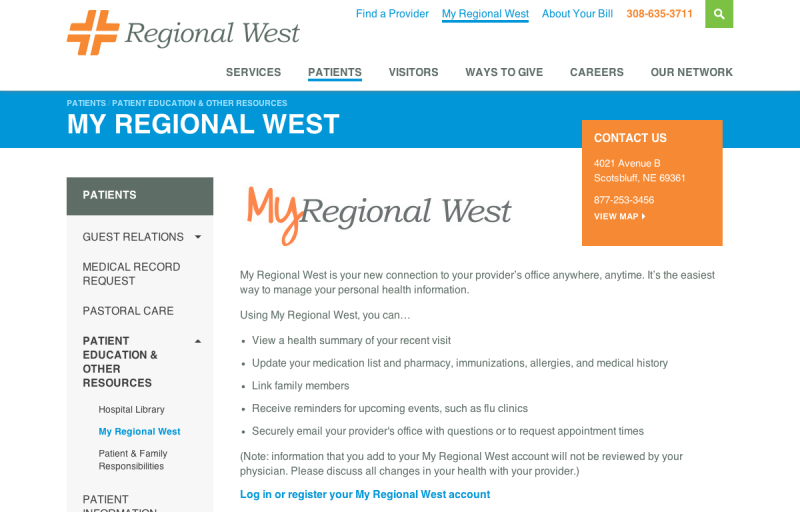 Regional West
Find a Provider
My Regional West
About Your Bill
308-635-3711
SERVICES
PATIENTS
VISITORS
WAYS TO GIVE
CAREERS
OUR NETWORK
PATIENTS / PATIENT EDUCATION & OTHER RESOURCES
MY REGIONAL WEST
CONTACT US
4021 Avenue B
Scotsbluff, NE 69361
877-253-3456
VIEW MAP
PATIENTS
GUEST RELATIONS
MEDICAL RECORD
REQUEST
PASTORAL CARE
PATIENT
EDUCATION &
OTHER
RESOURCES
Hospital Library
My Regional West
Patient & Family
Responsibilities
PATIENT
INFORMATION
My Regional West
My Regional West is your new connection to your provider's office anywhere, anytime. It's the easiest
way to manage your personal health information.
Using My Regional West, you can…
• View a health summary of your recent visit
• Update your medication list and pharmacy, immunizations, allergies, and medical history
• Link family members
• Receive reminders for upcoming events, such as flu clinics
• Securely email your provider's office with questions or to request appointment times
(Note: information that you add to your My Regional West account will not be reviewed by your
physician. Please discuss all changes in your health with your provider.)
Log in or register your My Regional West account